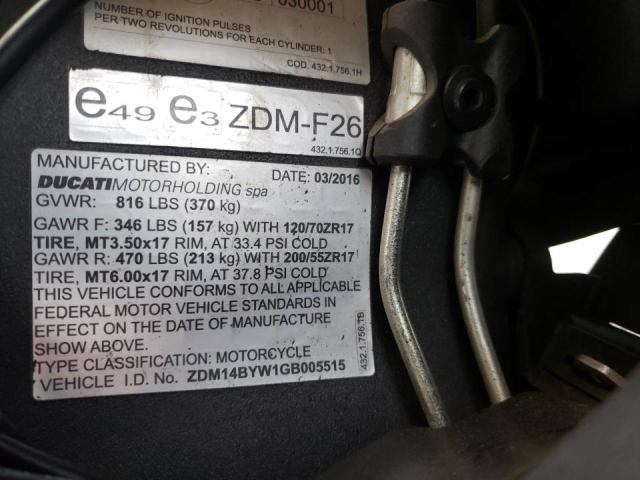 030001
NUMBER OF IGNITION PULSES
PER TWO REVOLUTIONS FOR EACH CYLINDER: 1
COD. 432.1.756.1H
e49 e3 ZDM-F26
432.1.756.1Q
MANUFACTURED BY: DATE: 03/2016
DUCATIMOTORHOLDING spa
GVWR: 816 LBS (370 kg)
GAWR F: 346 LBS (157 kg) WITH 120/70ZR17
TIRE, MT3.50x17 RIM, AT 33.4 PSI COLD
GAWR R: 470 LBS (213 kg) WITH 200/55ZR17
TIRE, MT6.00x17 RIM, AT 37.8 PSI COLD
THIS VEHICLE CONFORMS TO ALL APPLICABLE
FEDERAL MOTOR VEHICLE STANDARDS IN
EFFECT ON THE DATE OF MANUFACTURE
SHOW ABOVE.
TYPE CLASSIFICATION: MOTORCYCLE
VEHICLE I.D. No. ZDM14BYW1GB005515
432.1.756.TB